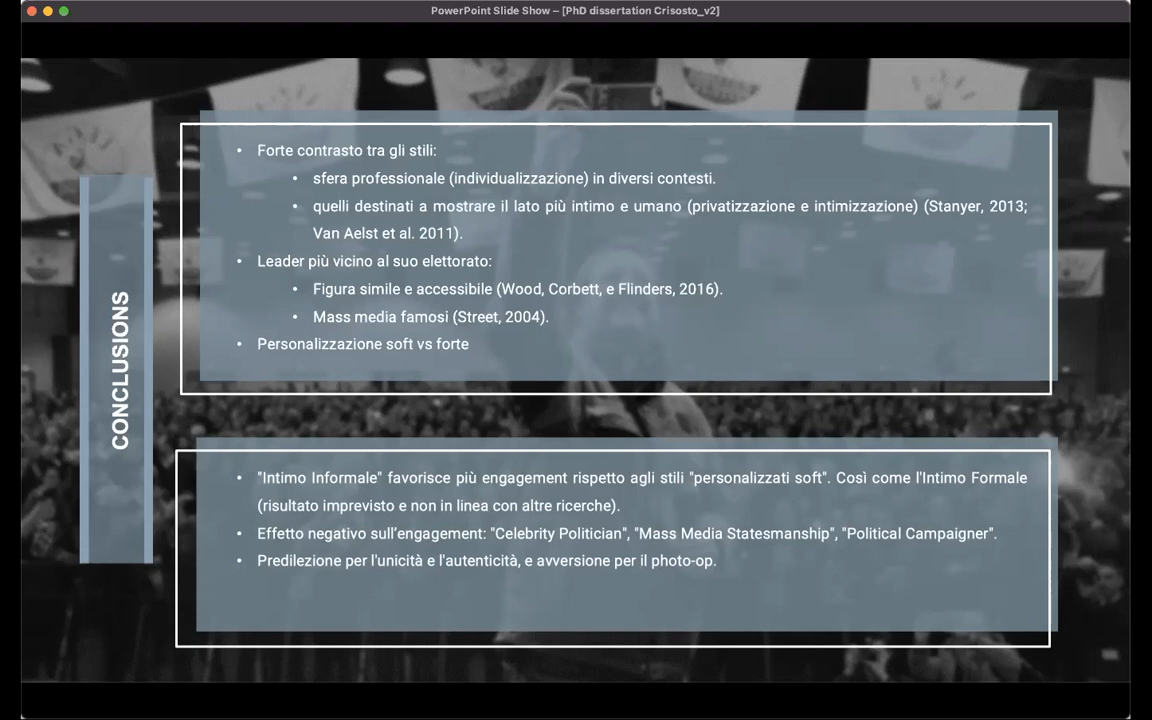 PowerPoint Slide Show – [PhD dissertation Crisosto_v2]
CONCLUSIONS
• Forte contrasto tra gli stili:
• sfera professionale (individualizzazione) in diversi contesti.
• quelli destinati a mostrare il lato più intimo e umano (privatizzazione e intimizzazione) (Stanyer, 2013;
Van Aelst et al. 2011).
• Leader più vicino al suo elettorato:
• Figura simile e accessibile (Wood, Corbett, e Flinders, 2016).
• Mass media famosi (Street, 2004).
• Personalizzazione soft vs forte
• "Intimo Informale" favorisce più engagement rispetto agli stili "personalizzati soft". Così come l'Intimo Formale
(risultato imprevisto e non in linea con altre ricerche).
• Effetto negativo sull’engagement: "Celebrity Politician", "Mass Media Statesmanship", "Political Campaigner".
• Predilezione per l'unicità e l'autenticità, e avversione per il photo-op.